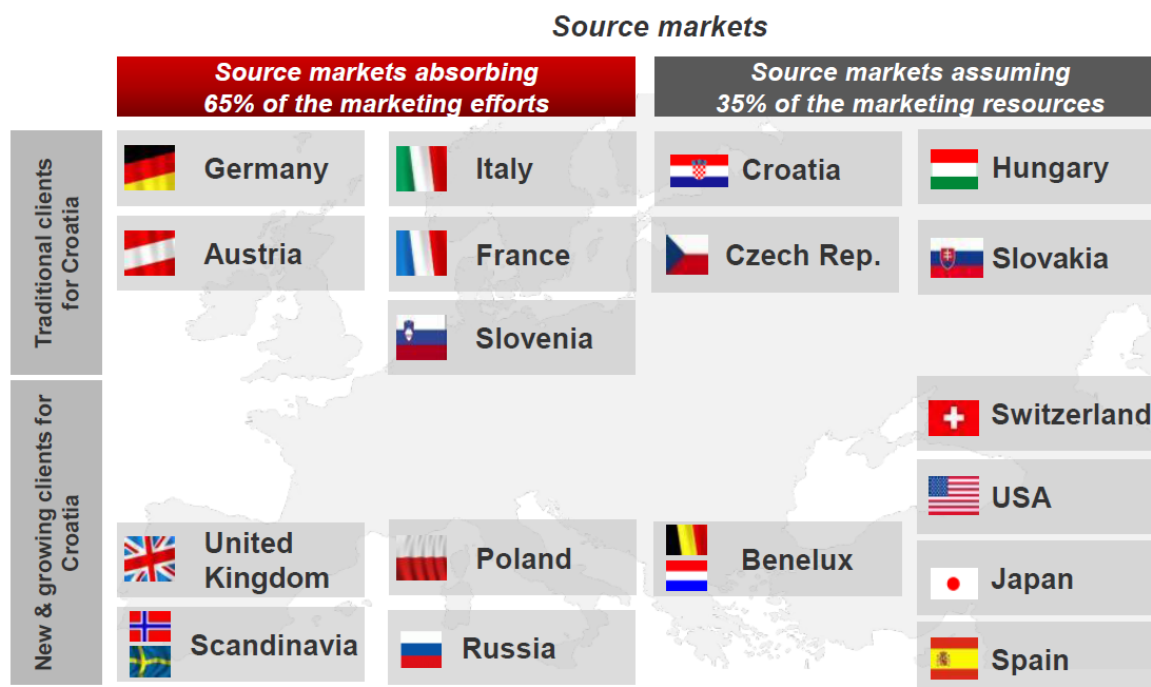 Source markets
Source markets absorbing
65% of the marketing efforts
Source markets assuming
35% of the marketing resources
Traditional clients
for Croatia
Germany
Italy
Croatia
Hungary
Austria
France
Czech Rep.
Slovakia
Slovenia
New & growing clients for
Croatia
Switzerland
USA
United
Kingdom
Poland
Benelux
Japan
Scandinavia
Russia
Spain